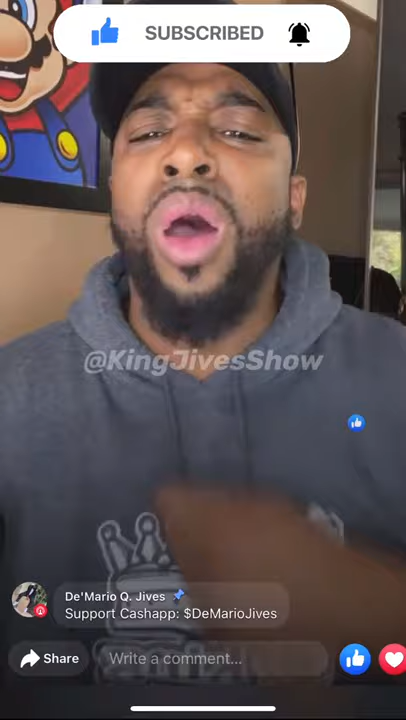 SUBSCRIBED
@KingJivesShow
De'Mario Q. Jives
Support Cashapp: $DeMarioJives
Share
Write a comment...